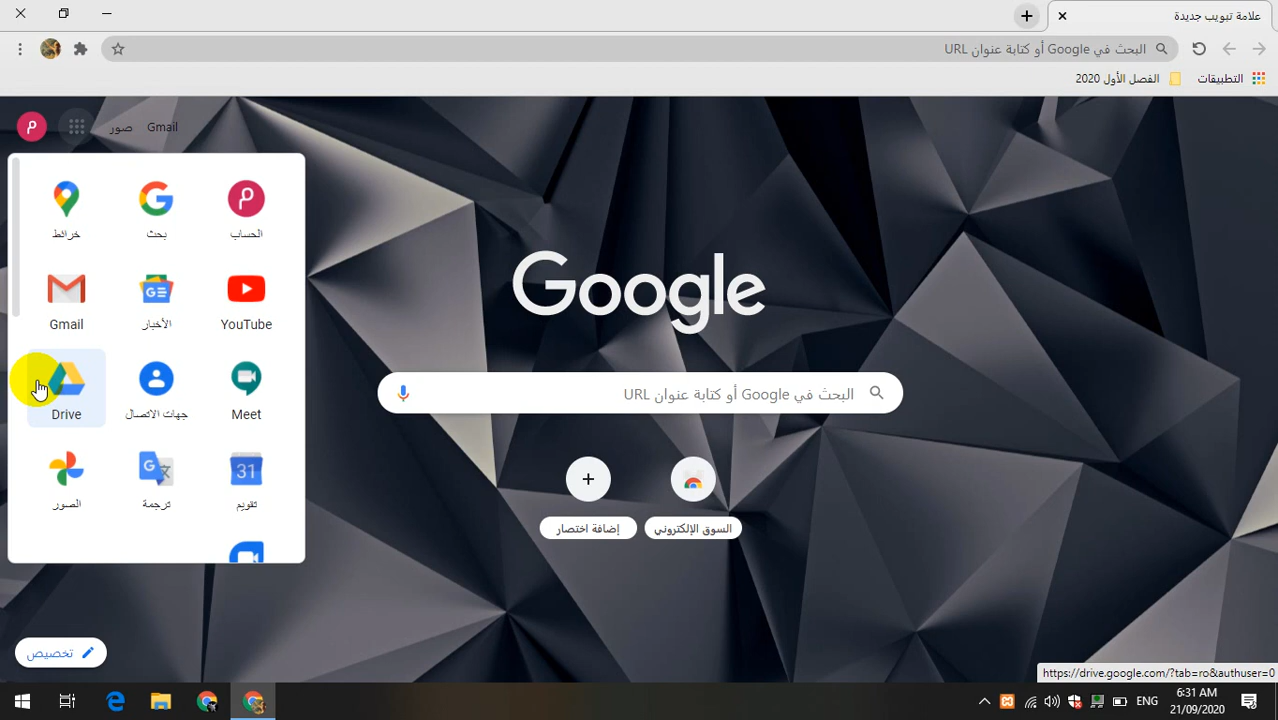 علامة تبويب جديدة
البحث في Google أو كتابة عنوان URL
التطبيقات
الفصل الأول 2020
Gmail
صور
الحساب
بحث
خرائط
YouTube
الأخبار
Gmail
Meet
جهات الاتصال
Drive
31
تقويم
ترجمة
الصور
Google
البحث في Google أو كتابة عنوان URL
السوق الإلكتروني
إضافة اختصار
تخصيص
https://drive.google.com/?tab=ro&authuser=0
ENG
6:31 AM
21/09/2020